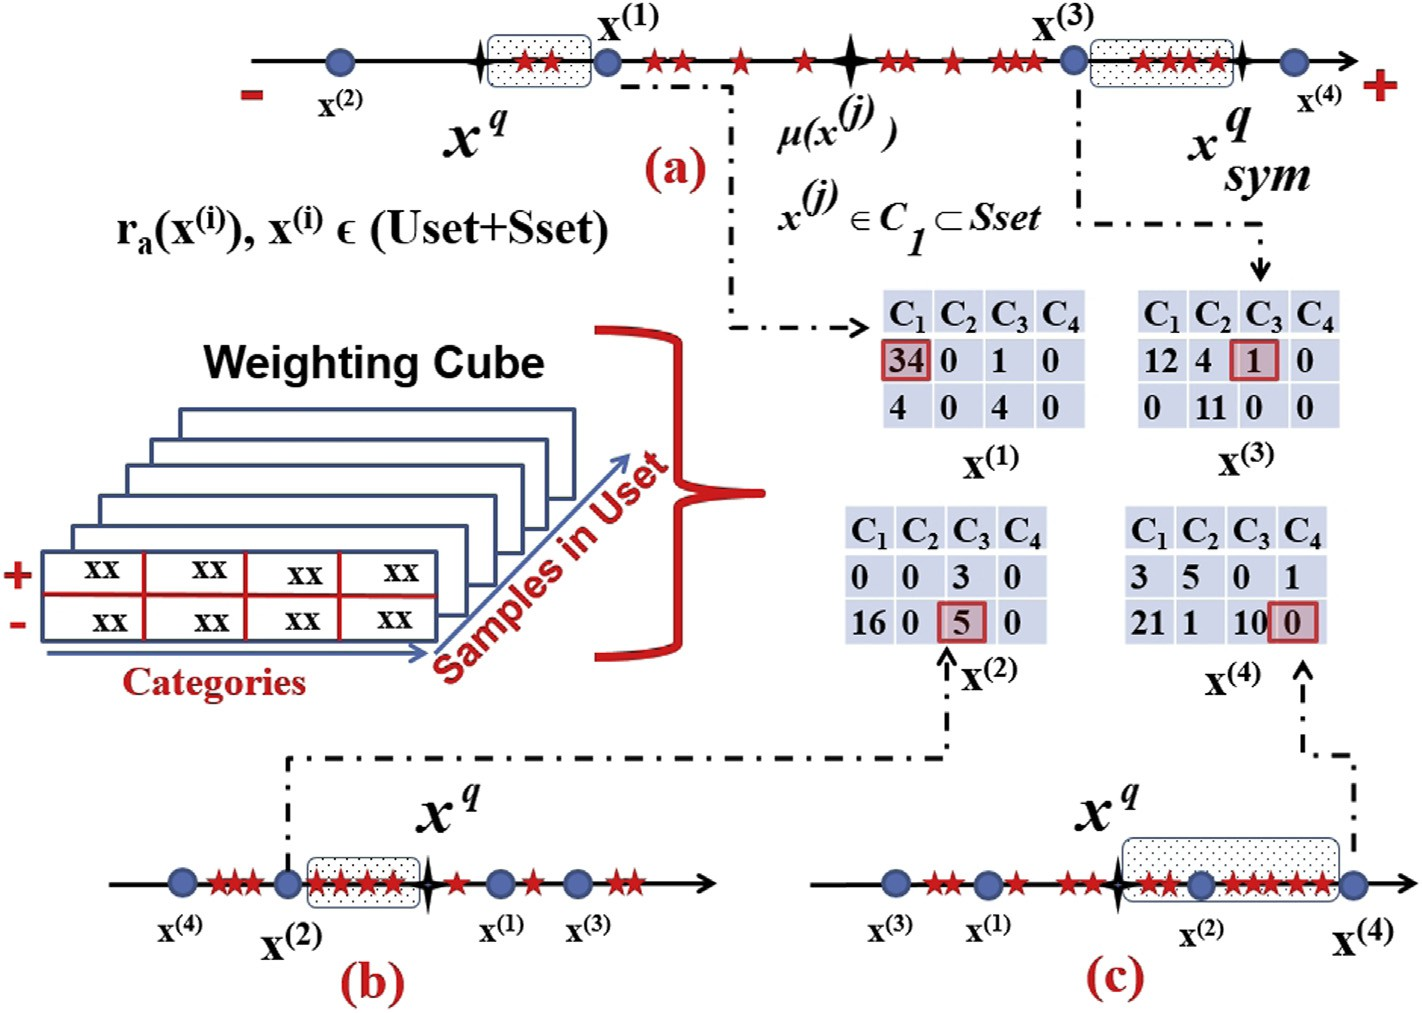 x⁽¹⁾
x⁽³⁾
-
x⁽²⁾
x⁽⁴⁾
+
x^q
μ(x^(j))
x^q_sym
(a)
r_a(x⁽ⁱ⁾), x⁽ⁱ⁾ ϵ (Uset+Sset)
x^(j) ∈ C_1 ⊂ Sset
C₁ C₂ C₃ C₄
34 0 1 0
4 0 4 0
x⁽¹⁾
C₁ C₂ C₃ C₄
12 4 1 0
0 11 0 0
x⁽³⁾
Weighting Cube
+ xx xx xx xx
- xx xx xx xx
Categories
Samples in Uset
C₁ C₂ C₃ C₄
0 0 3 0
16 0 5 0
x⁽²⁾
C₁ C₂ C₃ C₄
3 5 0 1
21 1 10 0
x⁽⁴⁾
x^q
x⁽⁴⁾ x⁽²⁾ x⁽¹⁾ x⁽³⁾
(b)
x^q
x⁽³⁾ x⁽¹⁾ x⁽²⁾ x⁽⁴⁾
(c)